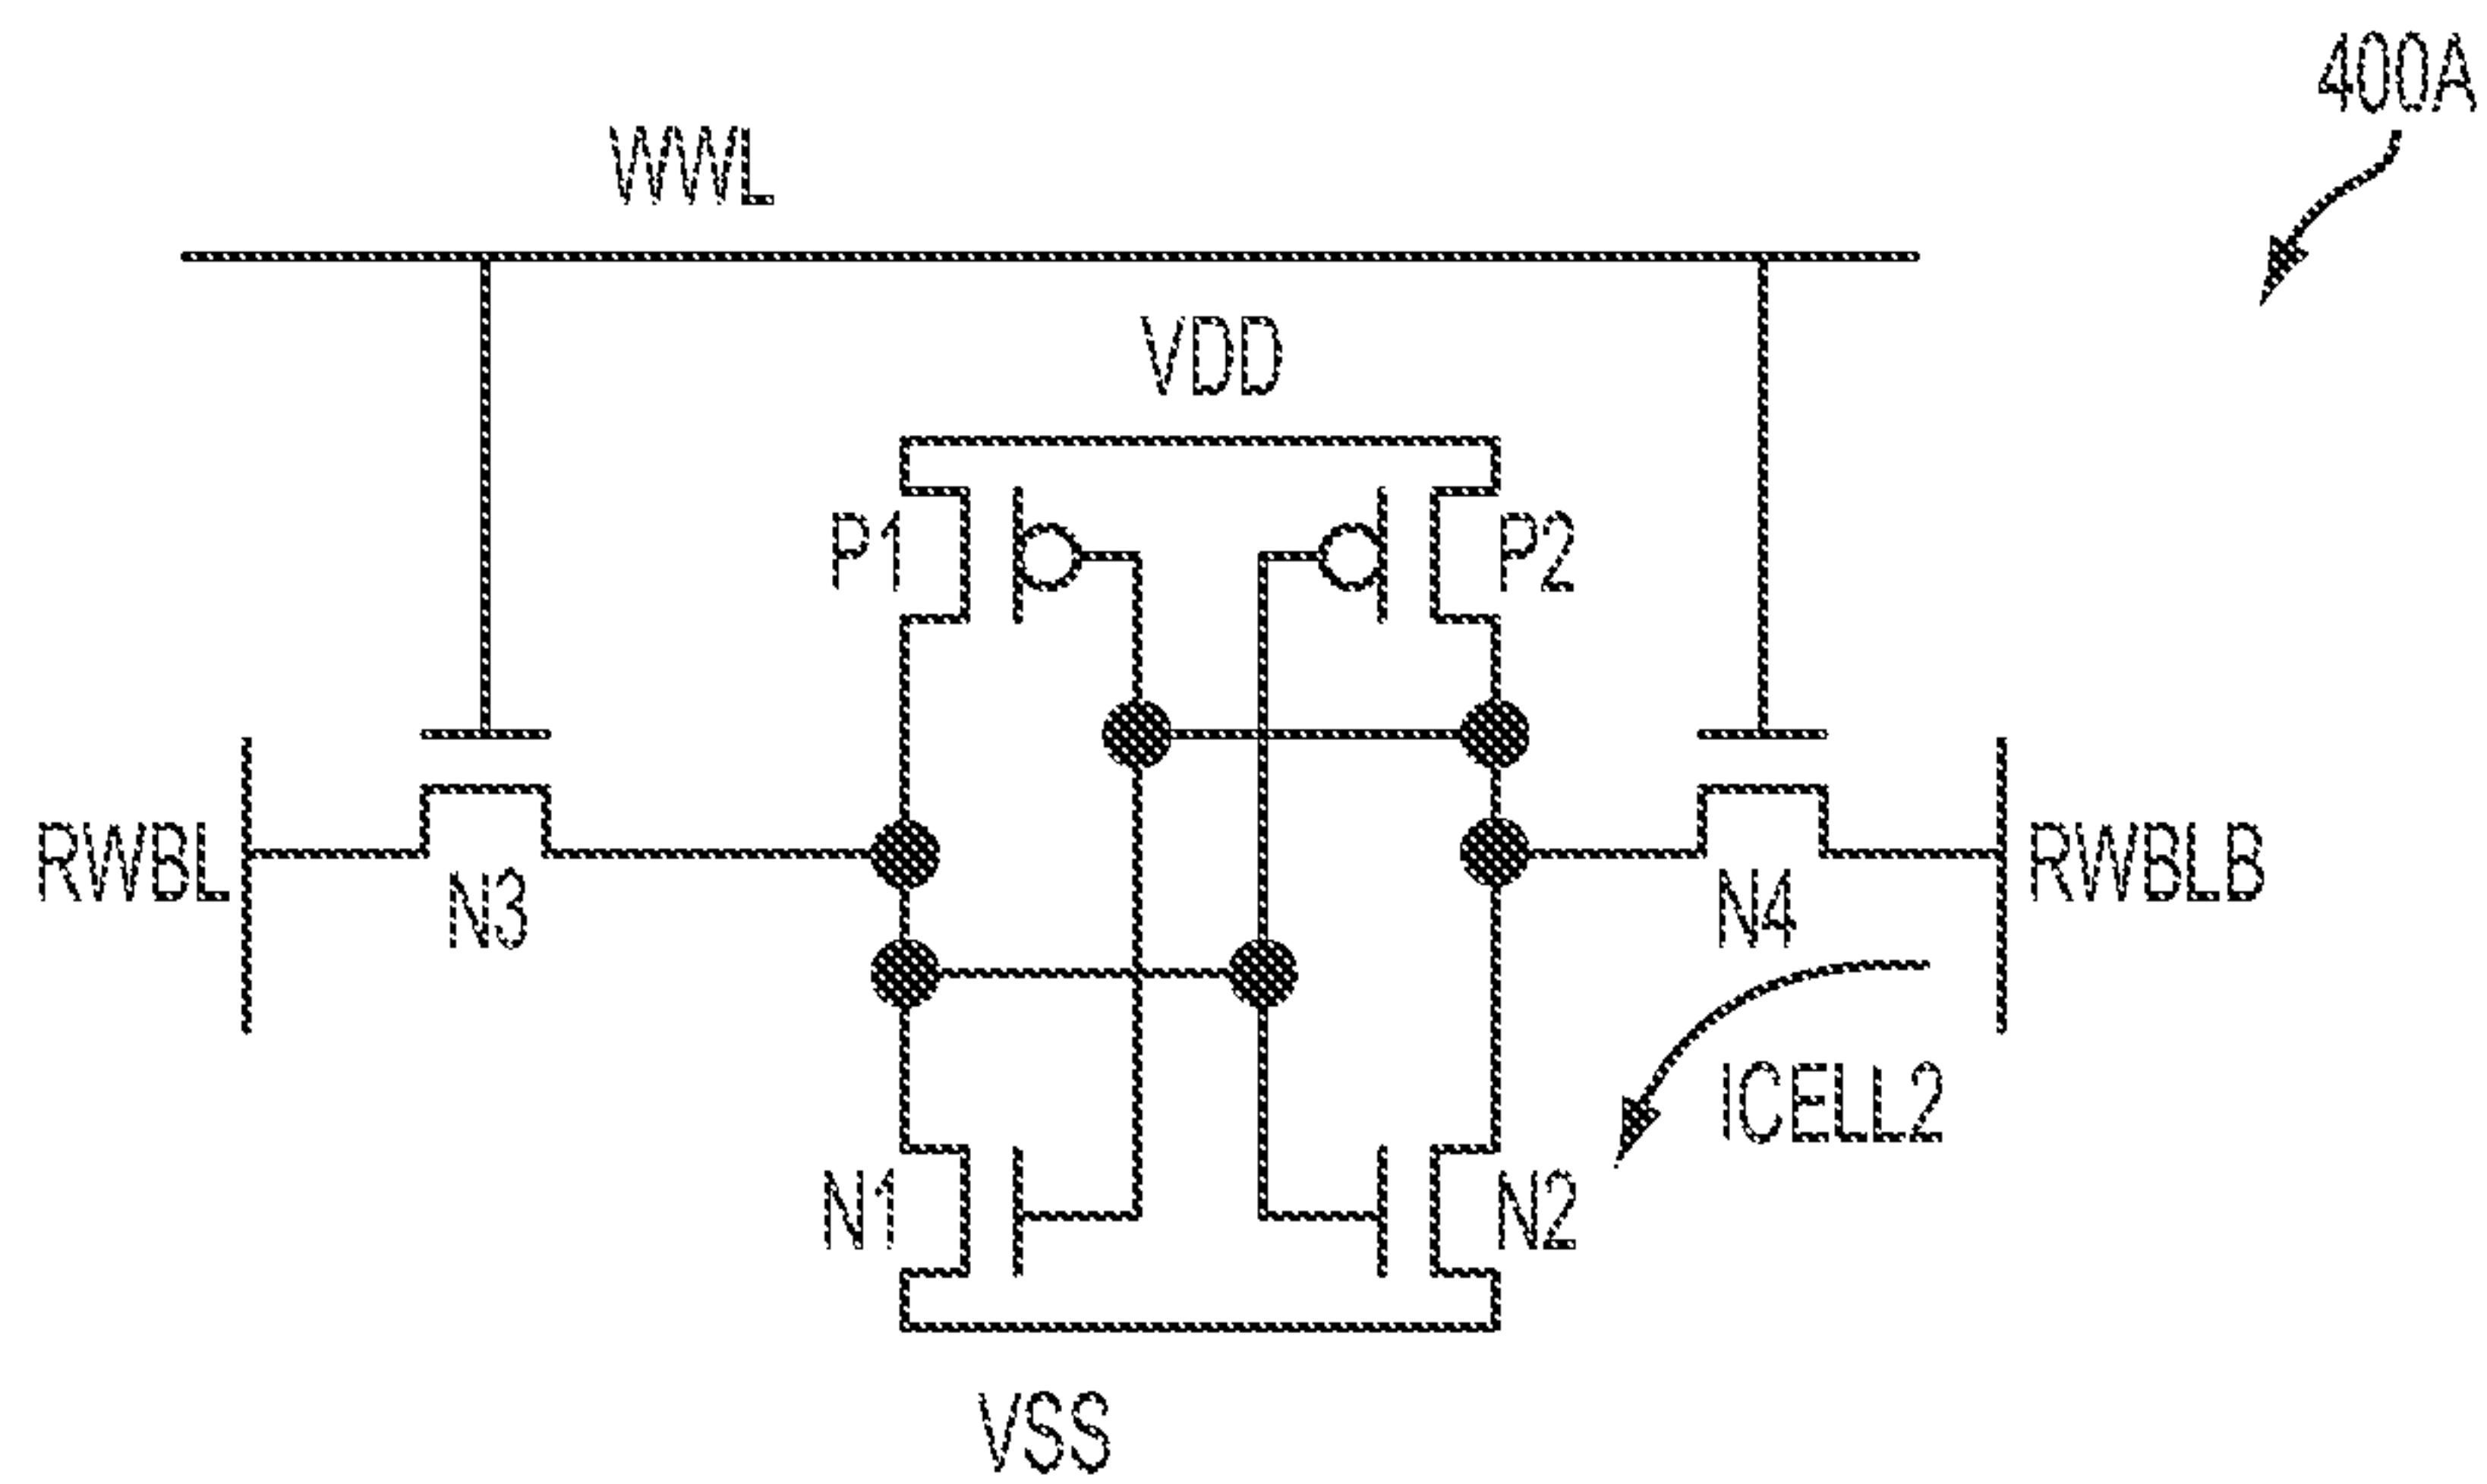 400A
WWL
VDD
P1
P2
RWBL
N3
N4
RWBLB
ICELL2
N1
N2
VSS